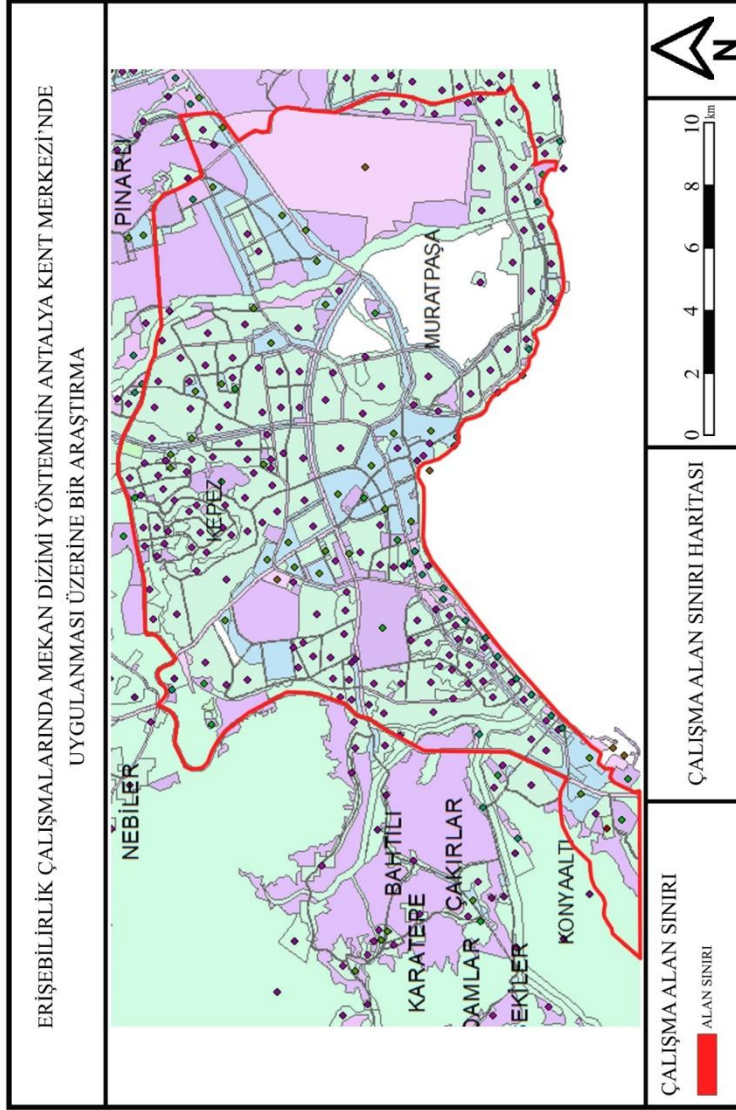 ERİŞEBİLİRLİK ÇALIŞMALARINDA MEKAN DİZİMİ YÖNTEMİNİN ANTALYA KENT MERKEZİ'NDE
UYGULANMASI ÜZERİNE BİR ARAŞTIRMA
PINARLI
NEBİLER
KEPEZ
MURATPAŞA
BAHTILI
KARATEPE
ÇAKIRLAR
DAMLAR
EKİLER
KONYAALTI
ÇALIŞMA ALAN SINIRI
ALAN SINIRI
ÇALIŞMA ALAN SINIRI HARİTASI
0 2 4 6 8 10
km
N